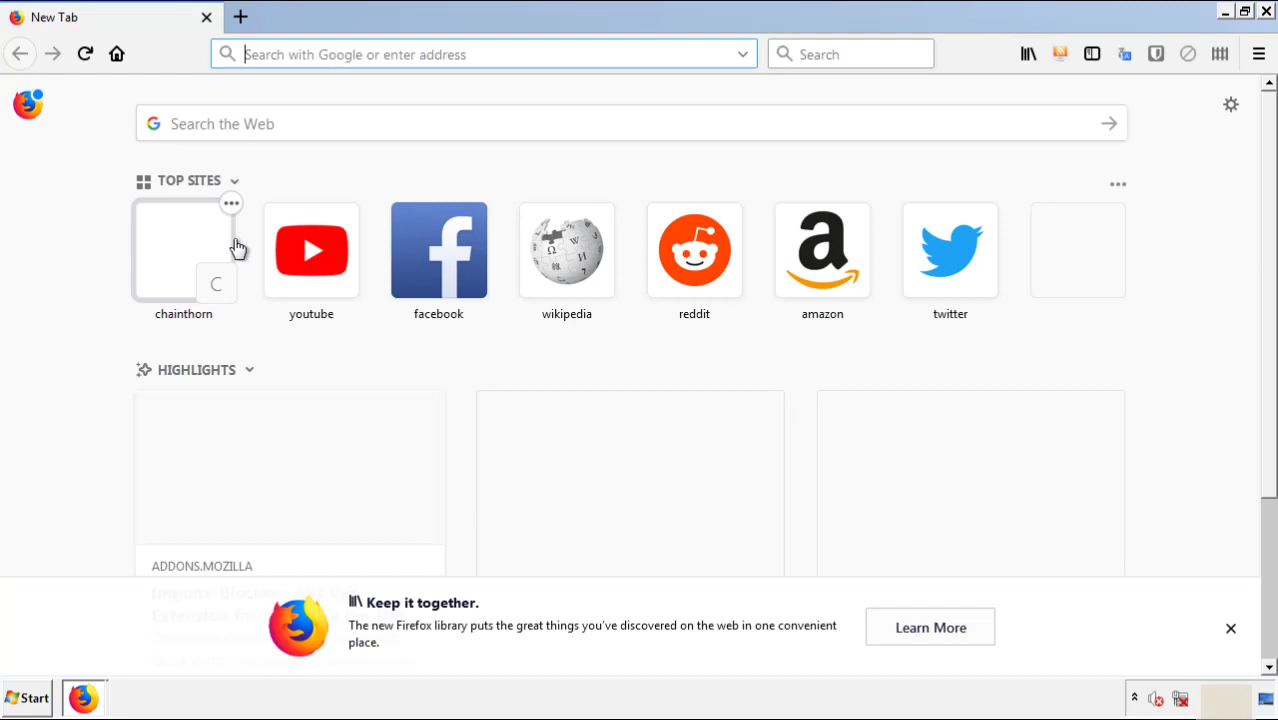 New Tab
Search with Google or enter address
Search
Search the Web
TOP SITES
C
chainthorn
youtube
facebook
wikipedia
reddit
amazon
twitter
HIGHLIGHTS
ADDONS.MOZILLA
Keep it together.
The new Firefox library puts the great things you've discovered on the web in one convenient
place.
Learn More
Start